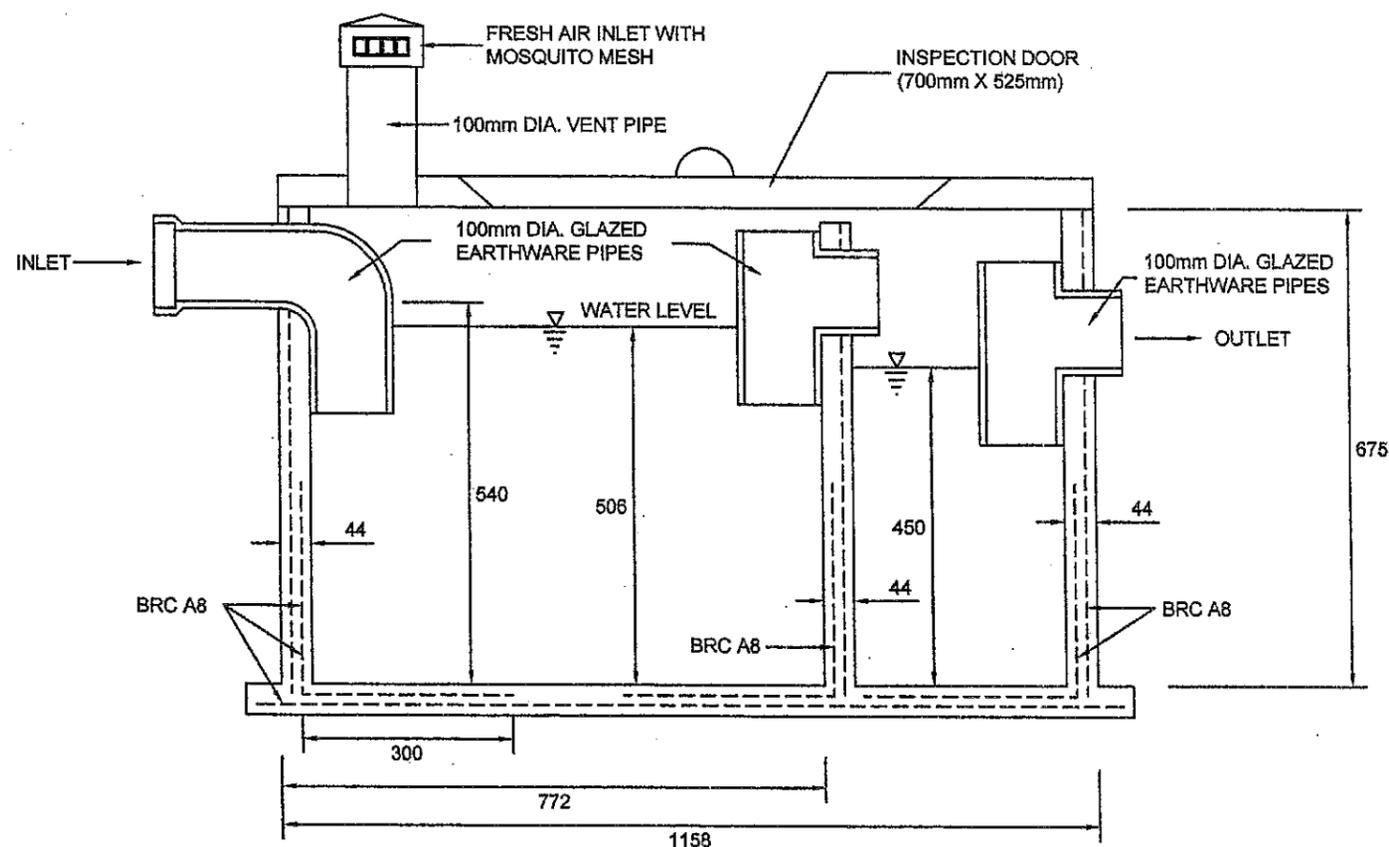 FRESH AIR INLET WITH
MOSQUITO MESH
INSPECTION DOOR
(700mm X 525mm)
100mm DIA. VENT PIPE
100mm DIA. GLAZED
EARTHWARE PIPES
INLET
100mm DIA. GLAZED
EARTHWARE PIPES
WATER LEVEL
OUTLET
675
540
506
450
44
44
44
BRC A8
BRC A8
BRC A8
300
772
1158